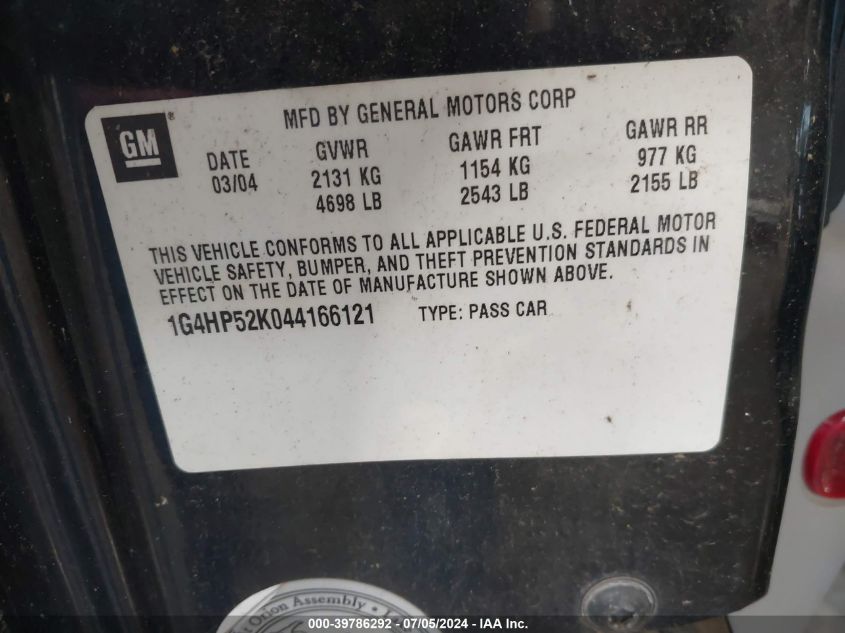 GM
®
MFD BY GENERAL MOTORS CORP
DATE GVWR GAWR FRT GAWR RR
03/04 2131 KG 1154 KG 977 KG
4698 LB 2543 LB 2155 LB
THIS VEHICLE CONFORMS TO ALL APPLICABLE U.S. FEDERAL MOTOR
VEHICLE SAFETY, BUMPER, AND THEFT PREVENTION STANDARDS IN
EFFECT ON THE DATE OF MANUFACTURE SHOWN ABOVE.
1G4HP52K044166121 TYPE: PASS CAR
Orion Assembly
000-39786292 - 07/05/2024 - IAA Inc.